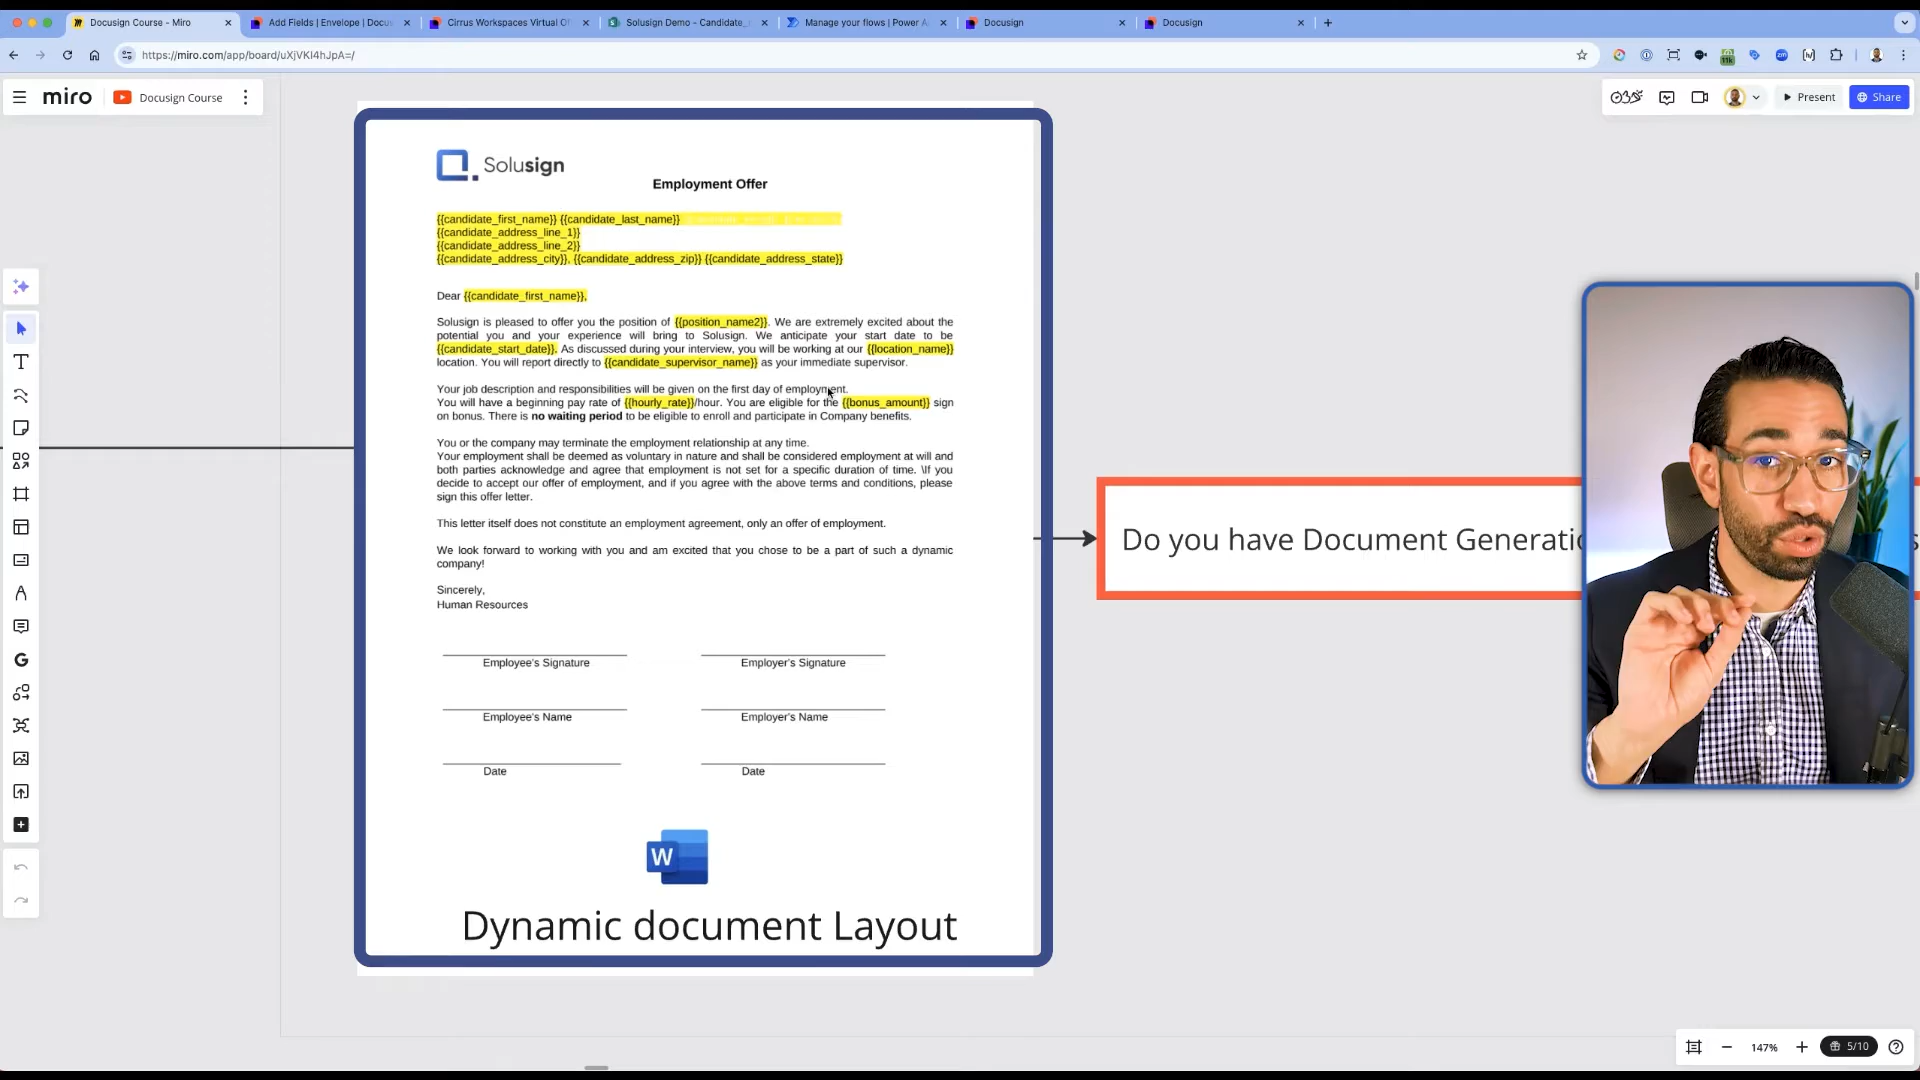 Docusign Course - Miro
Add Fields | Envelope | Docus
Cirrus Workspaces Virtual Of
Solusign Demo - Candidate_
Manage your flows | Power A
Docusign
Docusign
https://miro.com/app/board/uXjVKI4hJpA=/
11k
miro
Docusign Course
Present
Share
Solusign
Employment Offer
{{candidate_first_name}} {{candidate_last_name}}
{{candidate_address_line_1}}
{{candidate_address_line_2}}
{{candidate_address_city}}, {{candidate_address_zip}} {{candidate_address_state}}
Dear {{candidate_first_name}},
Solusign is pleased to offer you the position of {{position_name2}}. We are extremely excited about the
potential you and your experience will bring to Solusign. We anticipate your start date to be
{{candidate_start_date}}. As discussed during your interview, you will be working at our {{location_name}}
location. You will report directly to {{candidate_supervisor_name}} as your immediate supervisor.
Your job description and responsibilities will be given on the first day of employment.
You will have a beginning pay rate of {{hourly_rate}}/hour. You are eligible for the {{bonus_amount}} sign
on bonus. There is no waiting period to be eligible to enroll and participate in Company benefits.
You or the company may terminate the employment relationship at any time.
Your employment shall be deemed as voluntary in nature and shall be considered employment at will and
both parties acknowledge and agree that employment is not set for a specific duration of time. \If you
decide to accept our offer of employment, and if you agree with the above terms and conditions, please
sign this offer letter.
This letter itself does not constitute an employment agreement, only an offer of employment.
We look forward to working with you and am excited that you chose to be a part of such a dynamic
company!
Sincerely,
Human Resources
Employee's Signature
Employer's Signature
Employee's Name
Employer's Name
Date
Date
W
Dynamic document Layout
Do you have Document Generatio
147%
5/10